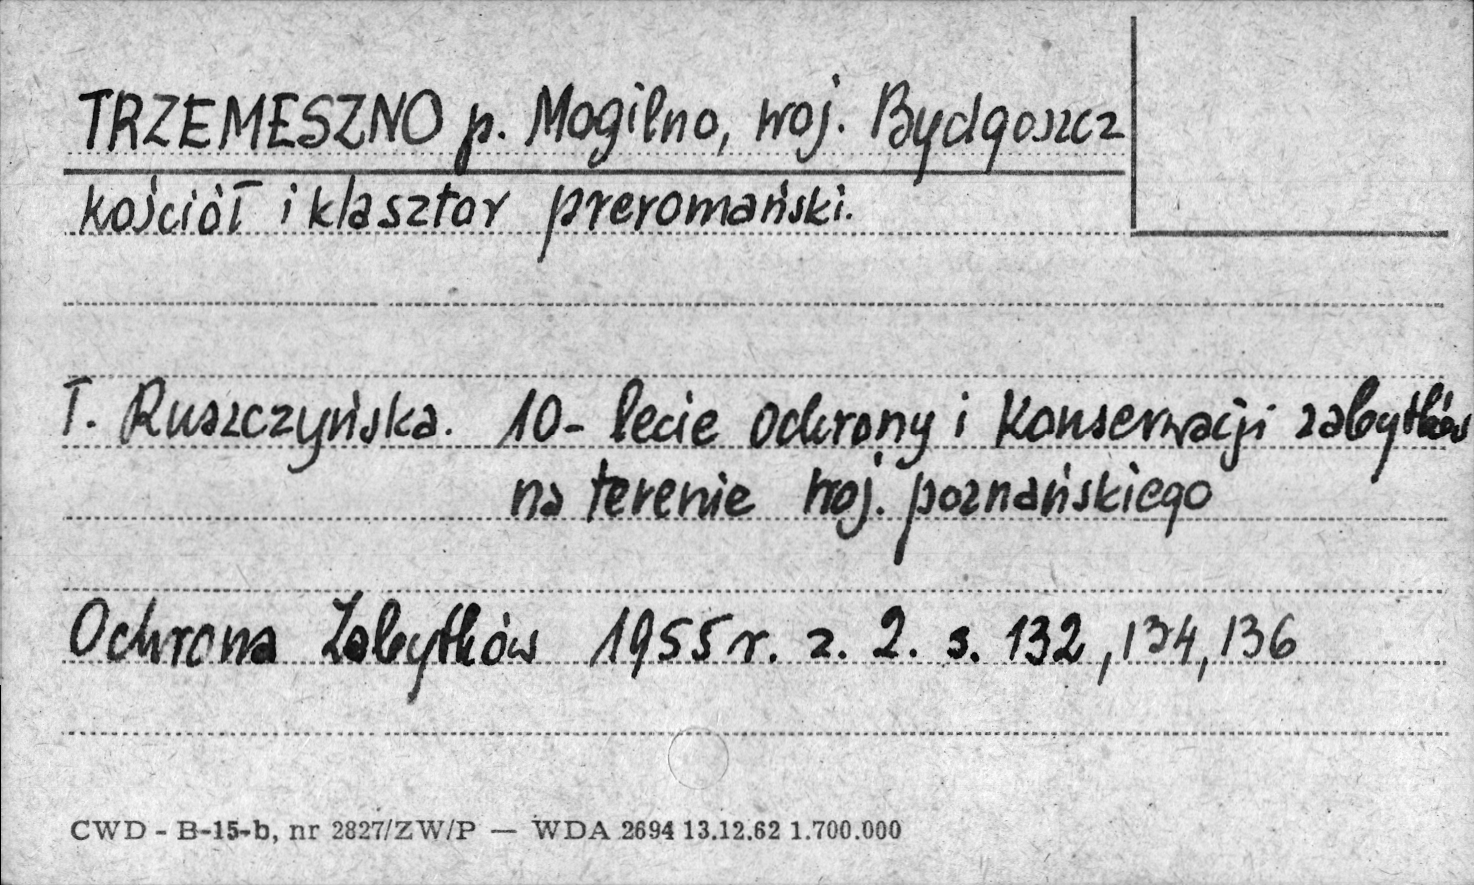 TRZEMESZNO p. Mogilno, woj. Bydgoszcz
kościół i klasztor preromański.
T. Ruszczyńska. 10-lecie ochrony i konserwacji zabytków
na terenie woj. poznańskiego
Ochrona Zabytków 1955 r. z. 2. s. 132, 134, 136
CWD - B-15-b, nr 2827/ZW/P — WDA 2694 13.12.62 1.700.000